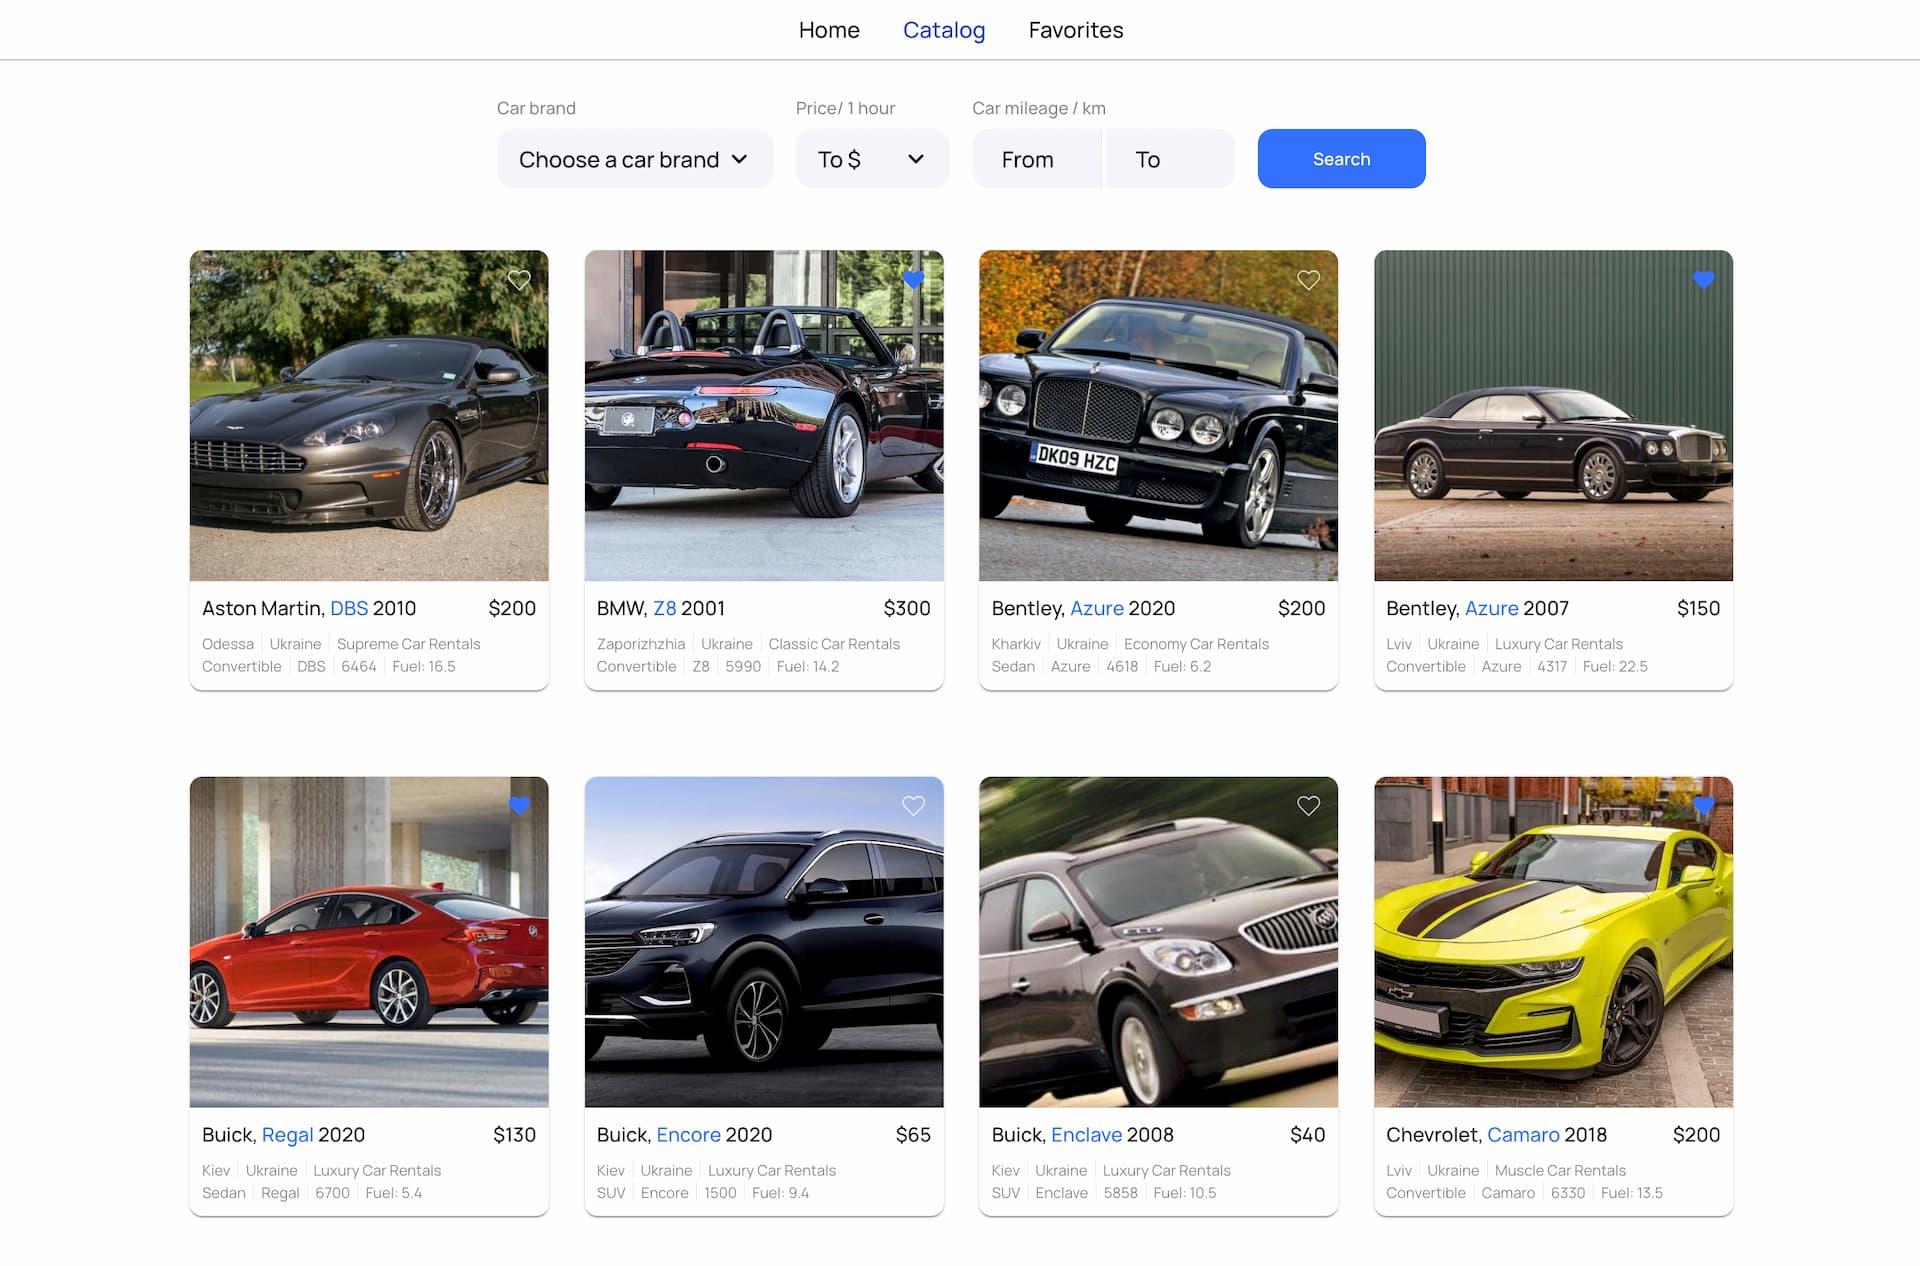 Home Catalog Favorites
Car brand Price/ 1 hour Car mileage / km
Choose a car brand To $ From To Search
DK09 HZC
Aston Martin, DBS 2010 $200
Odessa Ukraine Supreme Car Rentals
Convertible DBS 6464 Fuel: 16.5
BMW, Z8 2001 $300
Zaporizhzhia Ukraine Classic Car Rentals
Convertible Z8 5990 Fuel: 14.2
Bentley, Azure 2020 $200
Kharkiv Ukraine Economy Car Rentals
Sedan Azure 4618 Fuel: 6.2
Bentley, Azure 2007 $150
Lviv Ukraine Luxury Car Rentals
Convertible Azure 4317 Fuel: 22.5
Buick, Regal 2020 $130
Kiev Ukraine Luxury Car Rentals
Sedan Regal 6700 Fuel: 5.4
Buick, Encore 2020 $65
Kiev Ukraine Luxury Car Rentals
SUV Encore 1500 Fuel: 9.4
Buick, Enclave 2008 $40
Kiev Ukraine Luxury Car Rentals
SUV Enclave 5858 Fuel: 10.5
Chevrolet, Camaro 2018 $200
Lviv Ukraine Muscle Car Rentals
Convertible Camaro 6330 Fuel: 13.5